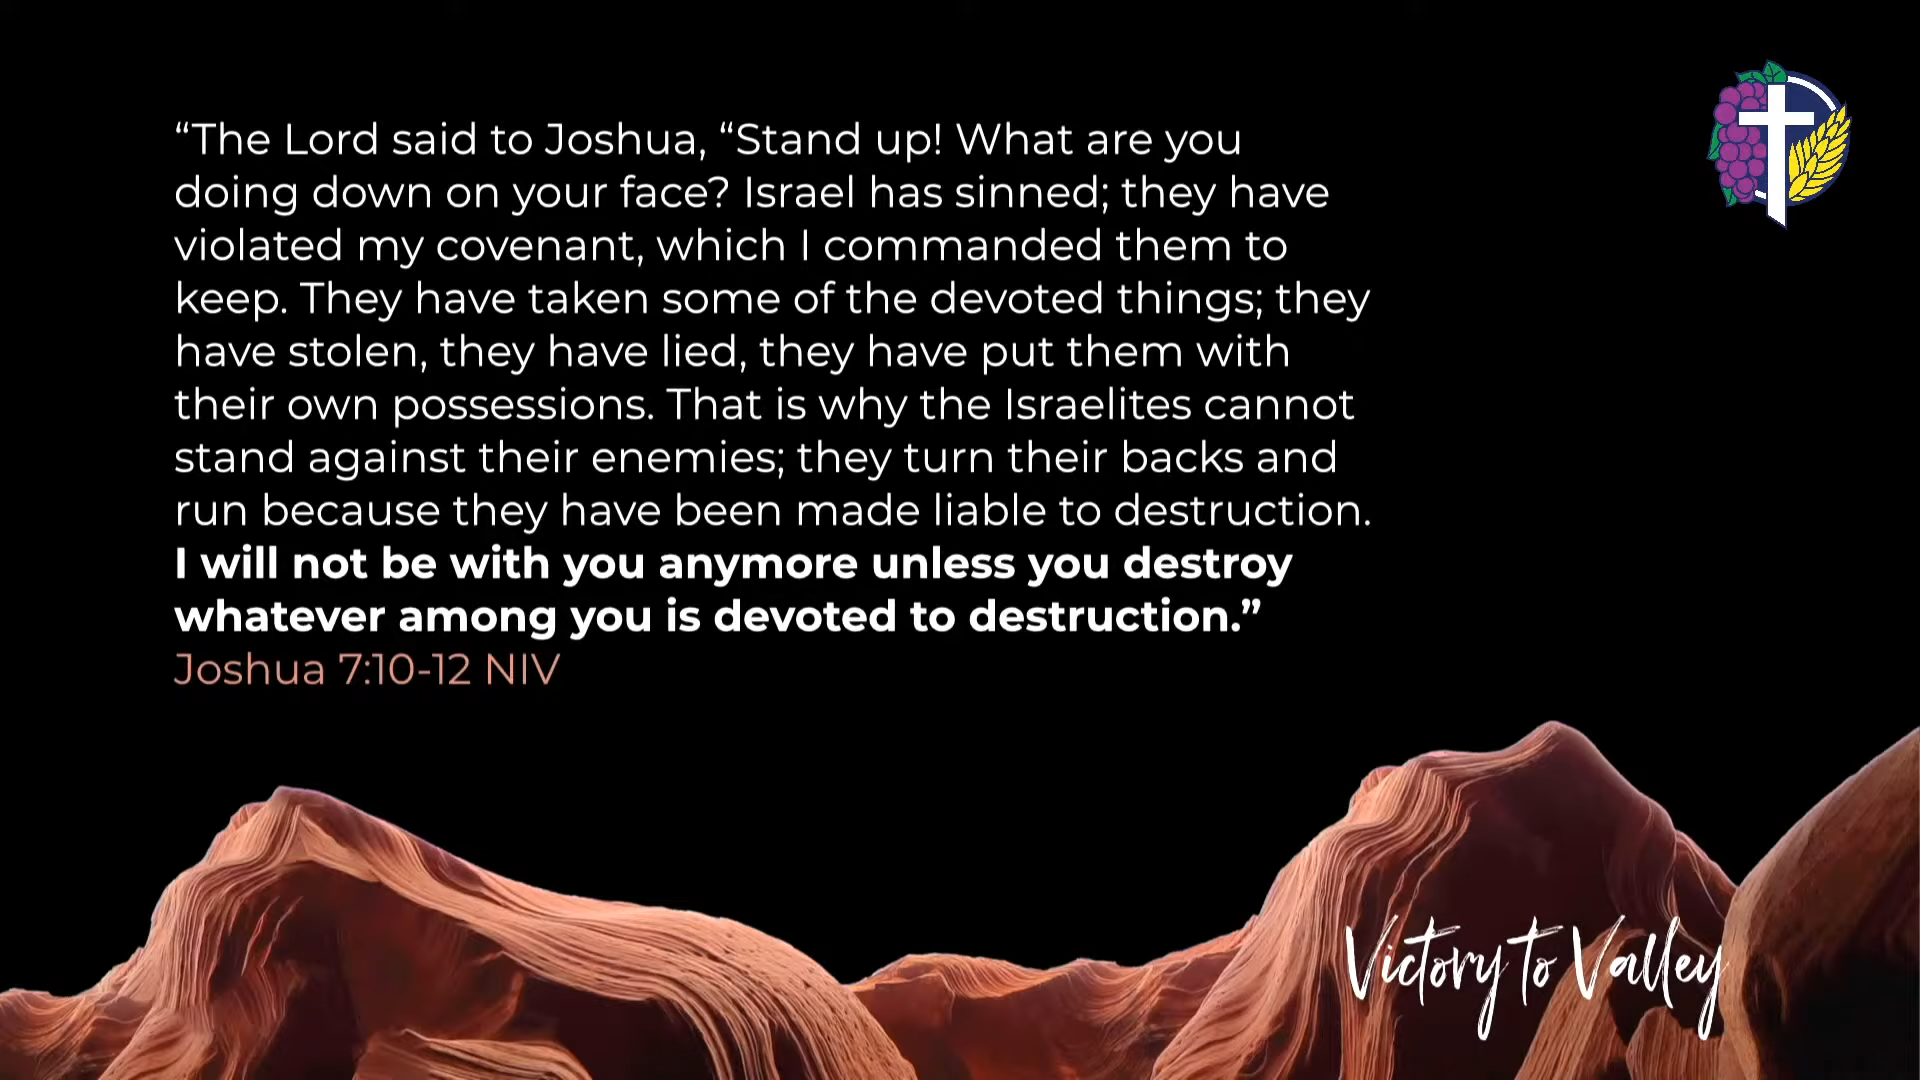 “The Lord said to Joshua, “Stand up! What are you
doing down on your face? Israel has sinned; they have
violated my covenant, which I commanded them to
keep. They have taken some of the devoted things; they
have stolen, they have lied, they have put them with
their own possessions. That is why the Israelites cannot
stand against their enemies; they turn their backs and
run because they have been made liable to destruction.
I will not be with you anymore unless you destroy
whatever among you is devoted to destruction.”
Joshua 7:10-12 NIV
Victory to Valley